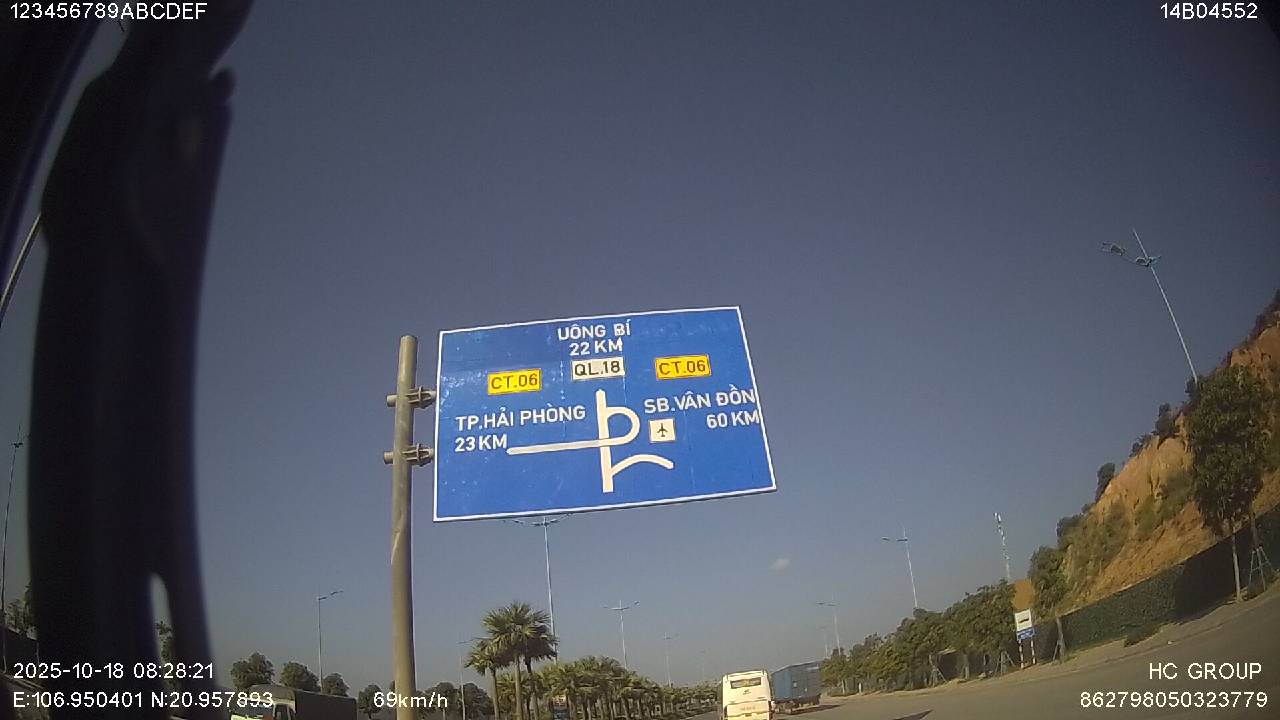 123456789ABCDEF
14B04552
UÔNG BÍ
22 KM
CT.06
QL.18
CT.06
TP.HẢI PHÒNG
23 KM
SB.VÂN ĐỒN
60 KM
2025-10-18 08:28:21
HC GROUP
E:106.950401 N:20.957893
69km/h
862798050323779